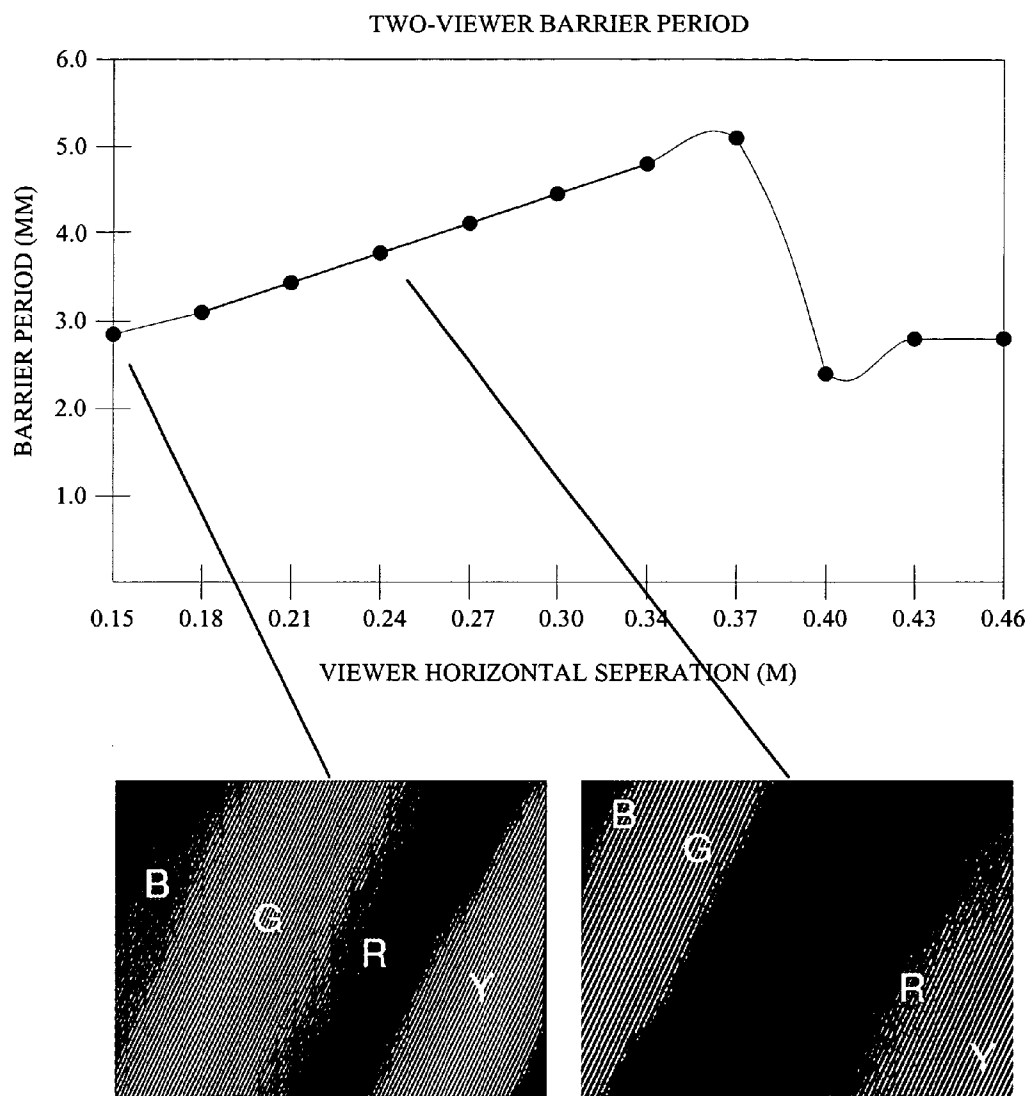 TWO-VIEWER BARRIER PERIOD
6.0
5.0
4.0
3.0
2.0
1.0
BARRIER PERIOD (MM)
0.15 0.18 0.21 0.24 0.27 0.30 0.34 0.37 0.40 0.43 0.46
VIEWER HORIZONTAL SEPERATION (M)
B G R Y
B G R Y